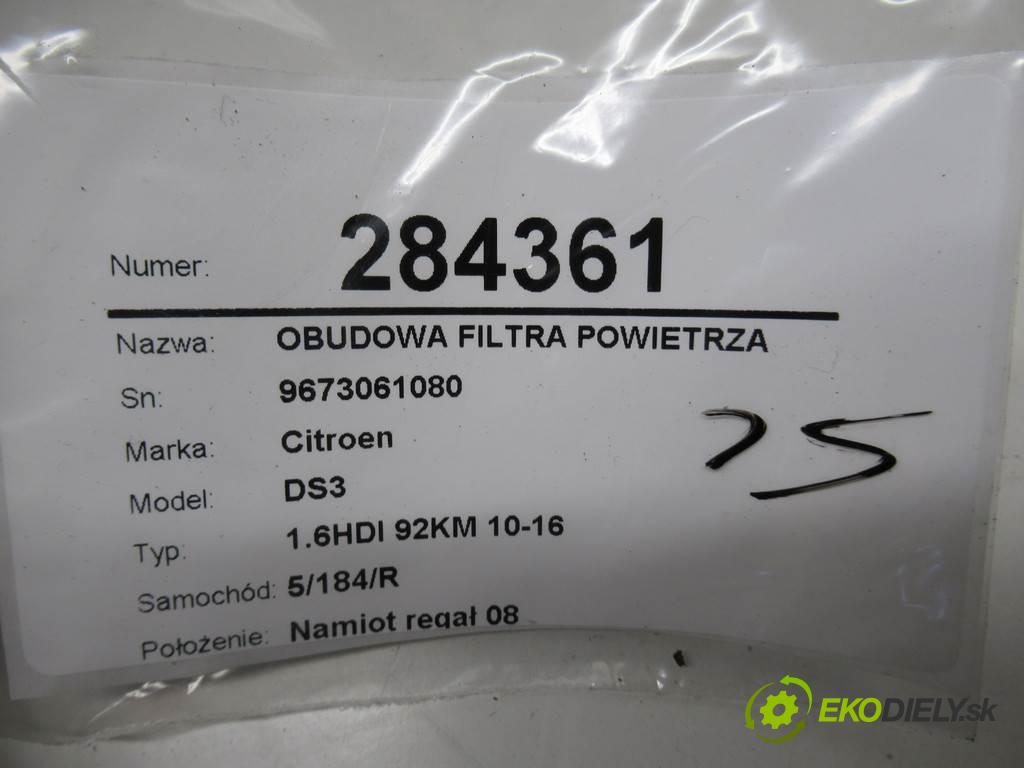 Numer: 284361
Nazwa: OBUDOWA FILTRA POWIETRZA
Sn: 9673061080
Marka: Citroen
Model: DS3
Typ: 1.6HDI 92KM 10-16
Samochód: 5/184/R
Położenie: Namiot regał 08
EKODIELY.sk